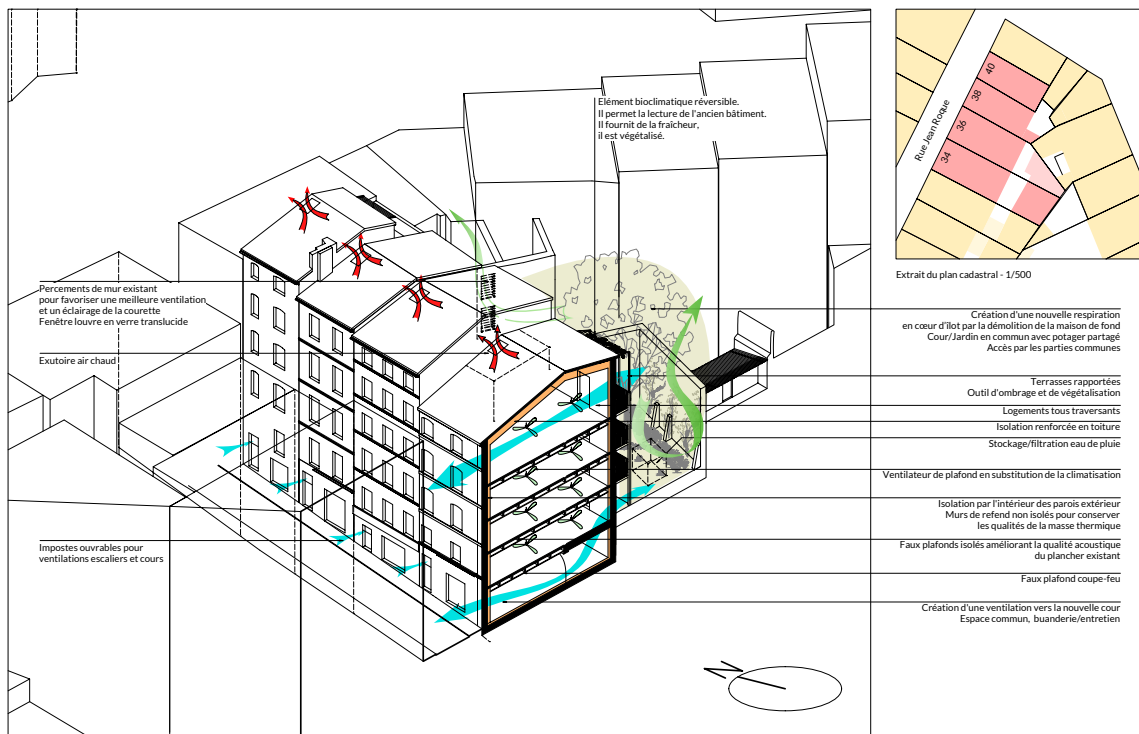 Elément bioclimatique réversible.
Il permet la lecture de l'ancien bâtiment.
Il fournit de la fraîcheur,
il est végétalisé.
40
38
36
34
Rue Jean Roque
Extrait du plan cadastral - 1/500
Percements de mur existant
pour favoriser une meilleure ventilation
et un éclairage de la courette
Fenêtre louvre en verre translucide
Exutoire air chaud
Impostes ouvrables pour
ventilations escaliers et cours
Création d'une nouvelle respiration
en cœur d'îlot par la démolition de la maison de fond
Cour/Jardin en commun avec potager partagé
Accès par les parties communes
Terrasses rapportées
Outil d'ombrage et de végétalisation
Logements tous traversants
Isolation renforcée en toiture
Stockage/filtration eau de pluie
Ventilateur de plafond en substitution de la climatisation
Isolation par l'intérieur des parois extérieur
Murs de refend non isolés pour conserver
les qualités de la masse thermique
Faux plafonds isolés améliorant la qualité acoustique
du plancher existant
Faux plafond coupe-feu
Création d'une ventilation vers la nouvelle cour
Espace commun, buanderie/entretien
N